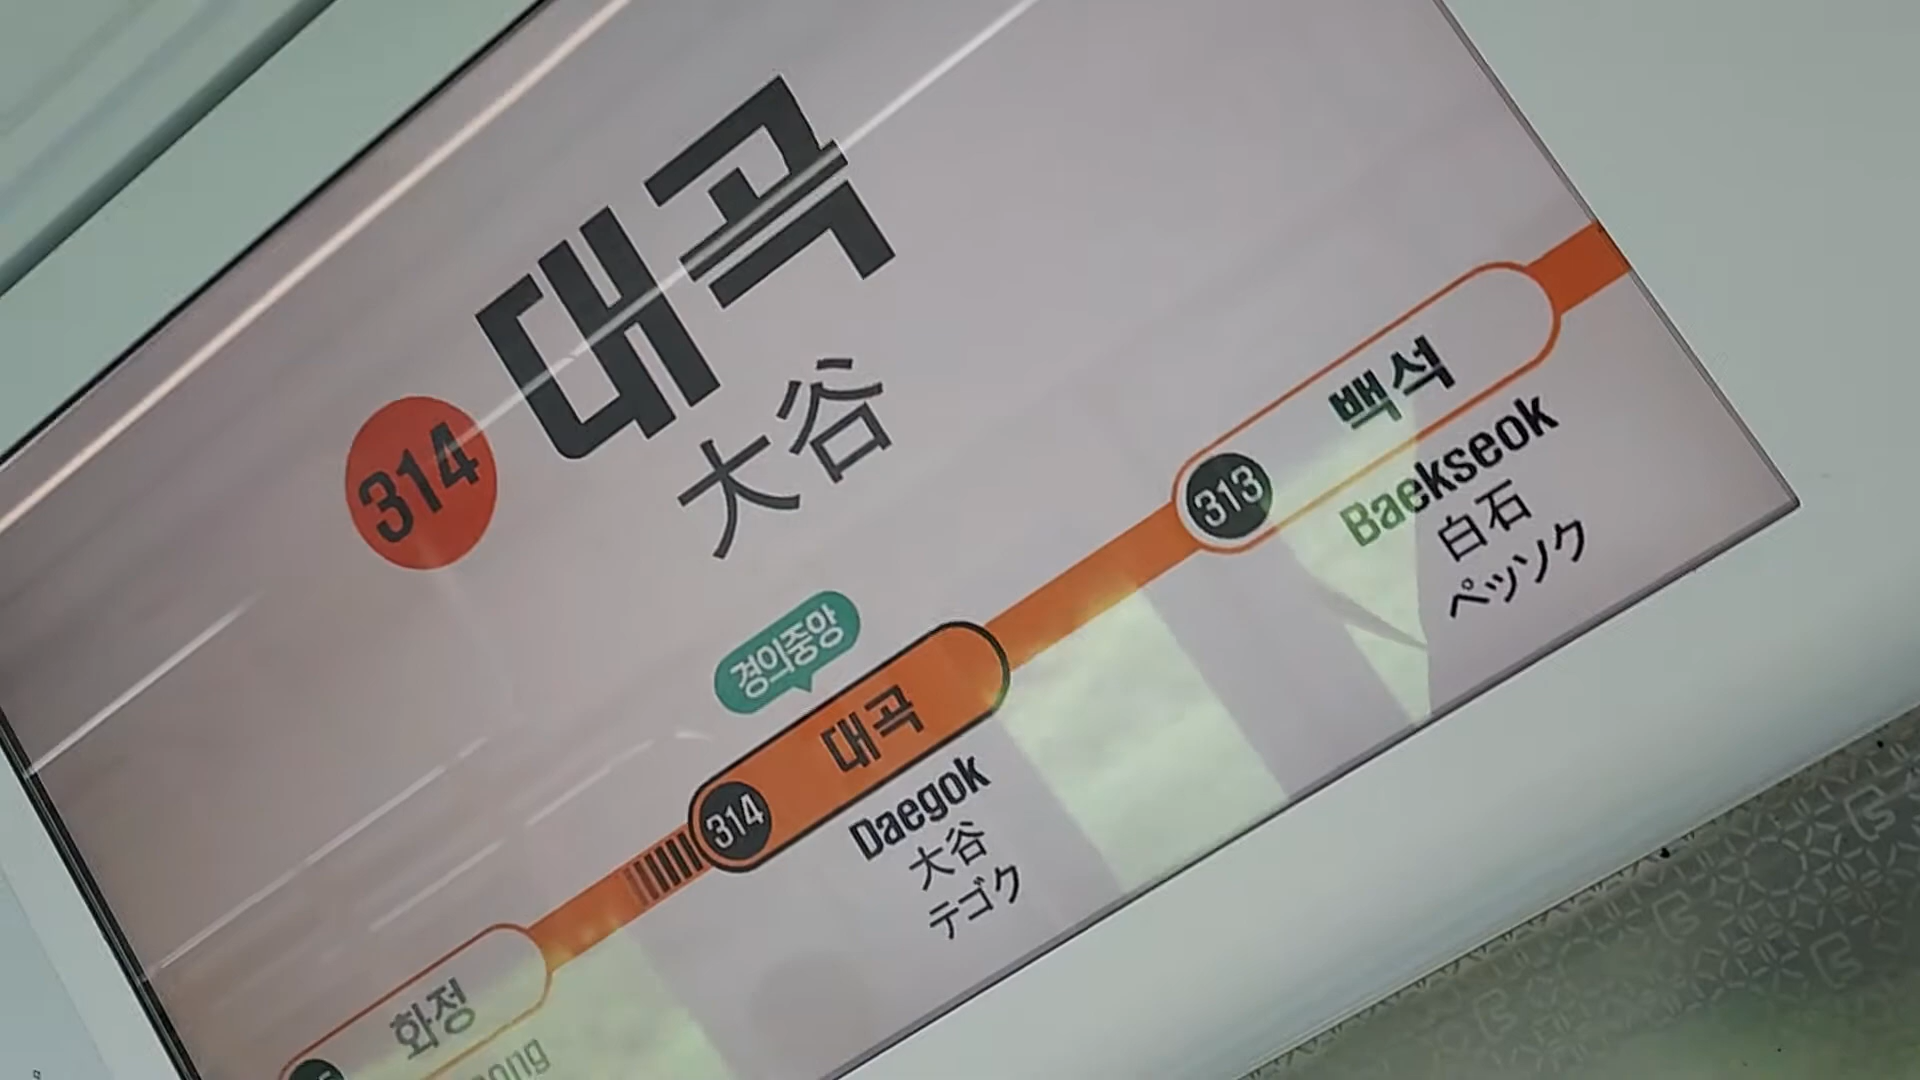 314 대곡
大谷
경의중앙
화정
314 대곡
Daegok
大谷
テゴク
313 백석
Baekseok
白石
ペッソク